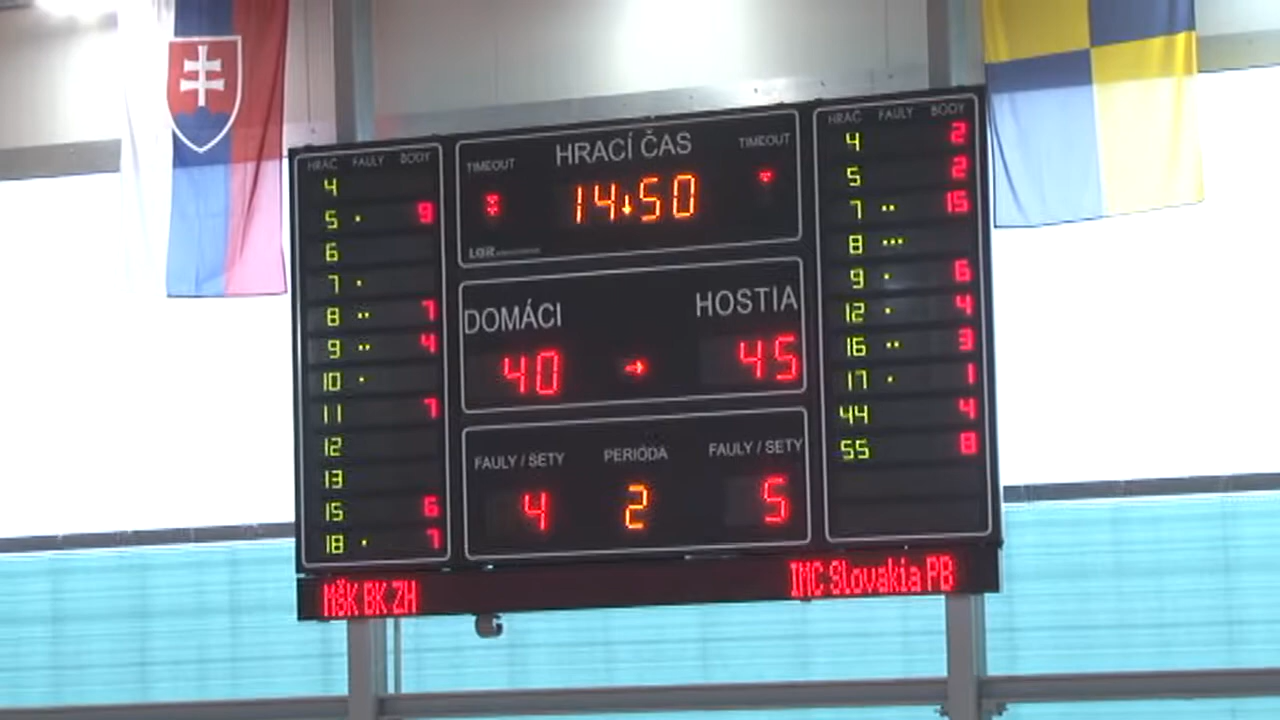 HRÁČ FAULY BODY
4
5 . 9
6
7 .
8 .. 7
9 .. 4
10 .
11 7
12
13
15 6
18 . 7
TIMEOUT HRACÍ ČAS TIMEOUT
14↓50
LGR
DOMÁCI HOSTIA
40 → 45
FAULY / SETY PERIÓDA FAULY / SETY
4 2 5
HRÁČ FAULY BODY
4 2
5 2
7 .. 15
8 ...
9 . 6
12 . 4
16 .. 3
17 . 1
44 4
55 8
MŠK BK ZH IMC Slovakia PB